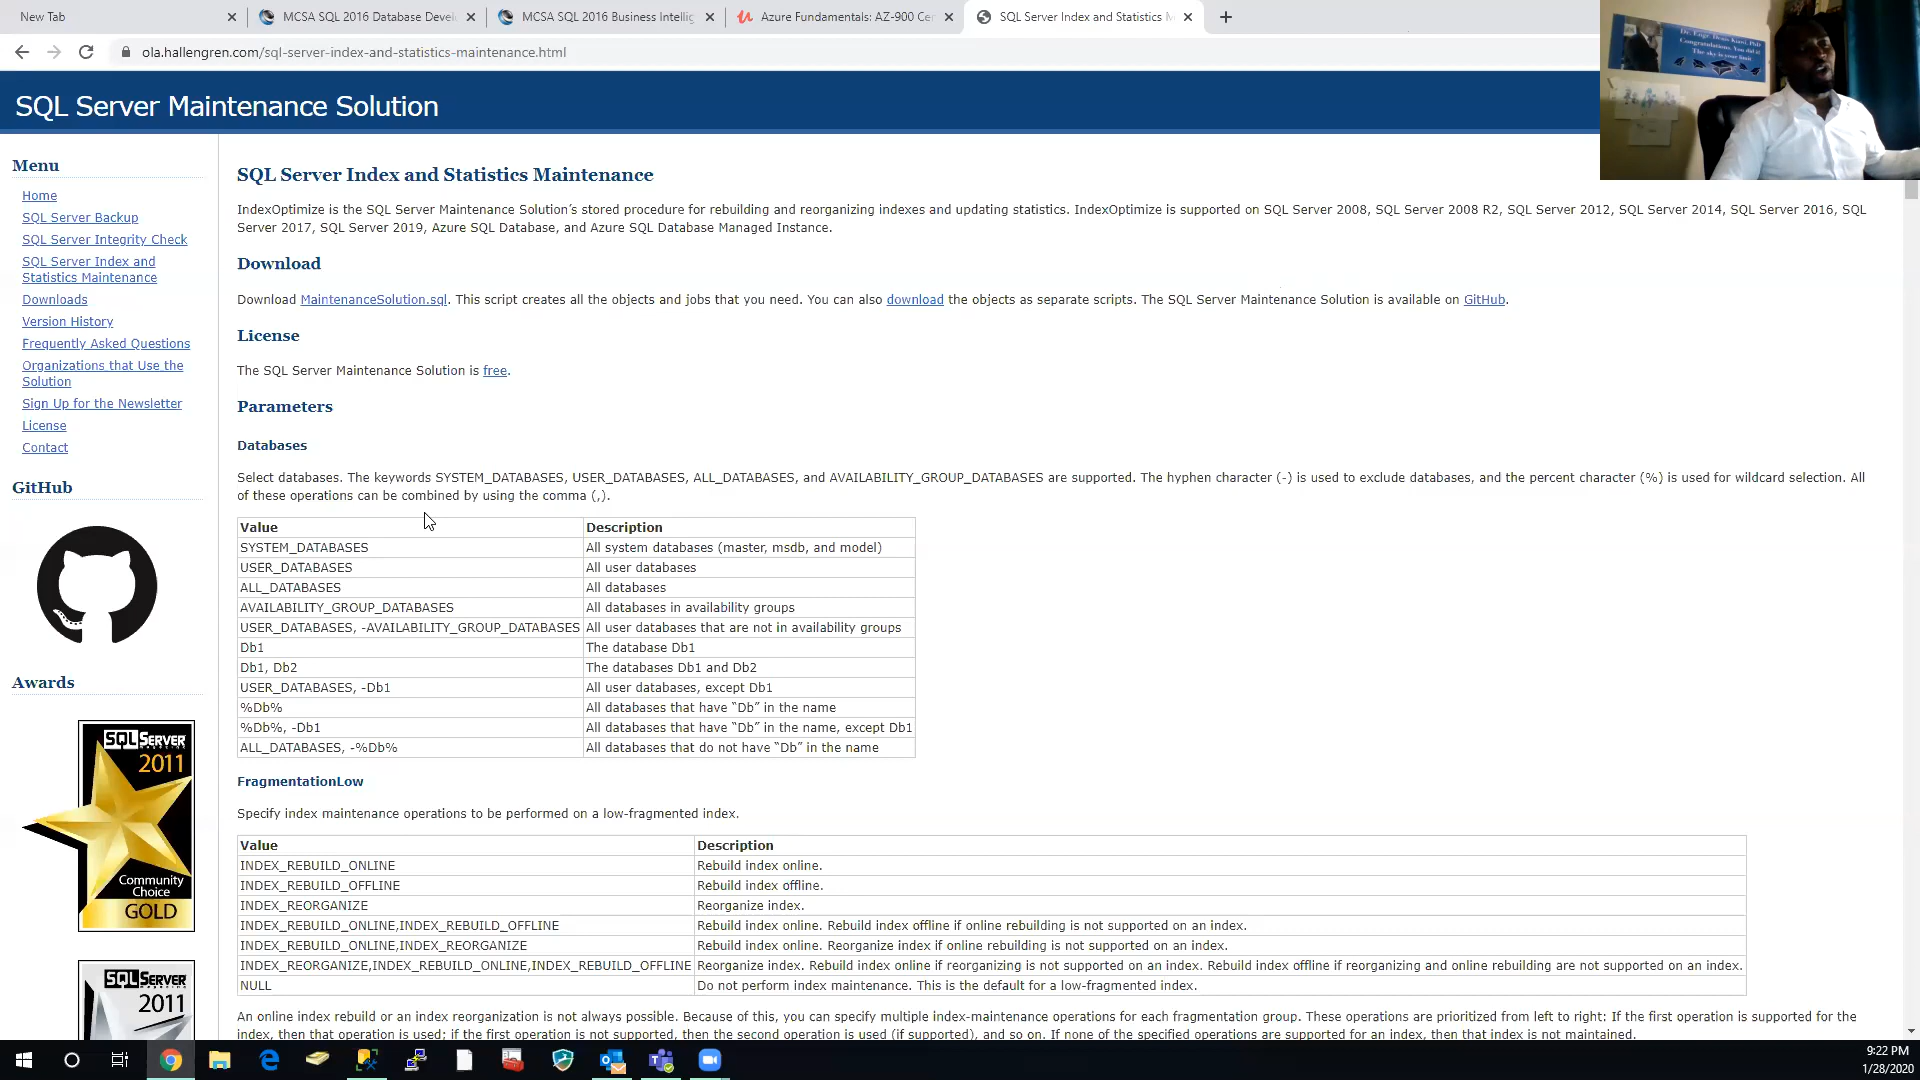 New Tab
MCSA SQL 2016 Database Devel
MCSA SQL 2016 Business Intellig
Azure Fundamentals: AZ-900 Cer
SQL Server Index and Statistics M
ola.hallengren.com/sql-server-index-and-statistics-maintenance.html
Dr. Engr.
Congratulations. You did it
The sky is your limit
SQL Server Maintenance Solution
Menu
Home
SQL Server Backup
SQL Server Integrity Check
SQL Server Index and
Statistics Maintenance
Downloads
Version History
Frequently Asked Questions
Organizations that Use the
Solution
Sign Up for the Newsletter
License
Contact
GitHub
Awards
SQL SERVER
2011
Community
Choice
GOLD
SQL SERVER
2011
SQL Server Index and Statistics Maintenance
IndexOptimize is the SQL Server Maintenance Solution’s stored procedure for rebuilding and reorganizing indexes and updating statistics. IndexOptimize is supported on SQL Server 2008, SQL Server 2008 R2, SQL Server 2012, SQL Server 2014, SQL Server 2016, SQL
Server 2017, SQL Server 2019, Azure SQL Database, and Azure SQL Database Managed Instance.
Download
Download MaintenanceSolution.sql. This script creates all the objects and jobs that you need. You can also download the objects as separate scripts. The SQL Server Maintenance Solution is available on GitHub.
License
The SQL Server Maintenance Solution is free.
Parameters
Databases
Select databases. The keywords SYSTEM_DATABASES, USER_DATABASES, ALL_DATABASES, and AVAILABILITY_GROUP_DATABASES are supported. The hyphen character (-) is used to exclude databases, and the percent character (%) is used for wildcard selection. All
of these operations can be combined by using the comma (,).
Value Description
SYSTEM_DATABASES All system databases (master, msdb, and model)
USER_DATABASES All user databases
ALL_DATABASES All databases
AVAILABILITY_GROUP_DATABASES All databases in availability groups
USER_DATABASES, -AVAILABILITY_GROUP_DATABASES All user databases that are not in availability groups
Db1 The database Db1
Db1, Db2 The databases Db1 and Db2
USER_DATABASES, -Db1 All user databases, except Db1
%Db% All databases that have “Db” in the name
%Db%, -Db1 All databases that have “Db” in the name, except Db1
ALL_DATABASES, -%Db% All databases that do not have “Db” in the name
FragmentationLow
Specify index maintenance operations to be performed on a low-fragmented index.
Value Description
INDEX_REBUILD_ONLINE Rebuild index online.
INDEX_REBUILD_OFFLINE Rebuild index offline.
INDEX_REORGANIZE Reorganize index.
INDEX_REBUILD_ONLINE,INDEX_REBUILD_OFFLINE Rebuild index online. Rebuild index offline if online rebuilding is not supported on an index.
INDEX_REBUILD_ONLINE,INDEX_REORGANIZE Rebuild index online. Reorganize index if online rebuilding is not supported on an index.
INDEX_REORGANIZE,INDEX_REBUILD_ONLINE,INDEX_REBUILD_OFFLINE Reorganize index. Rebuild index online if reorganizing is not supported on an index. Rebuild index offline if reorganizing and online rebuilding are not supported on an index.
NULL Do not perform index maintenance. This is the default for a low-fragmented index.
An online index rebuild or an index reorganization is not always possible. Because of this, you can specify multiple index-maintenance operations for each fragmentation group. These operations are prioritized from left to right: If the first operation is supported for the
index, then that operation is used; if the first operation is not supported, then the second operation is used (if supported), and so on. If none of the specified operations are supported for an index, then that index is not maintained.
9:22 PM
1/28/2020